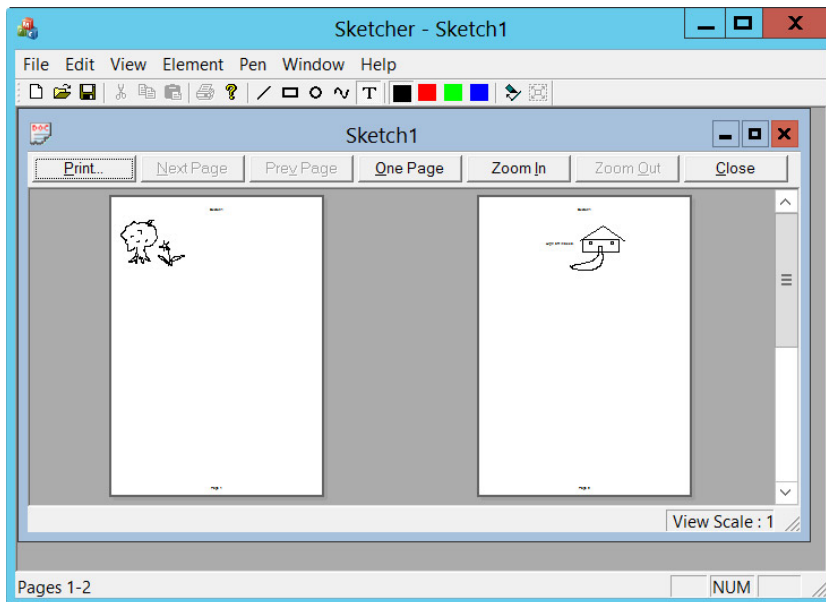 Sketcher - Sketch1
File Edit View Element Pen Window Help
T
DOC
Sketch1
Print... Next Page Prev Page One Page Zoom In Zoom Out Close
View Scale : 1
Pages 1-2 NUM